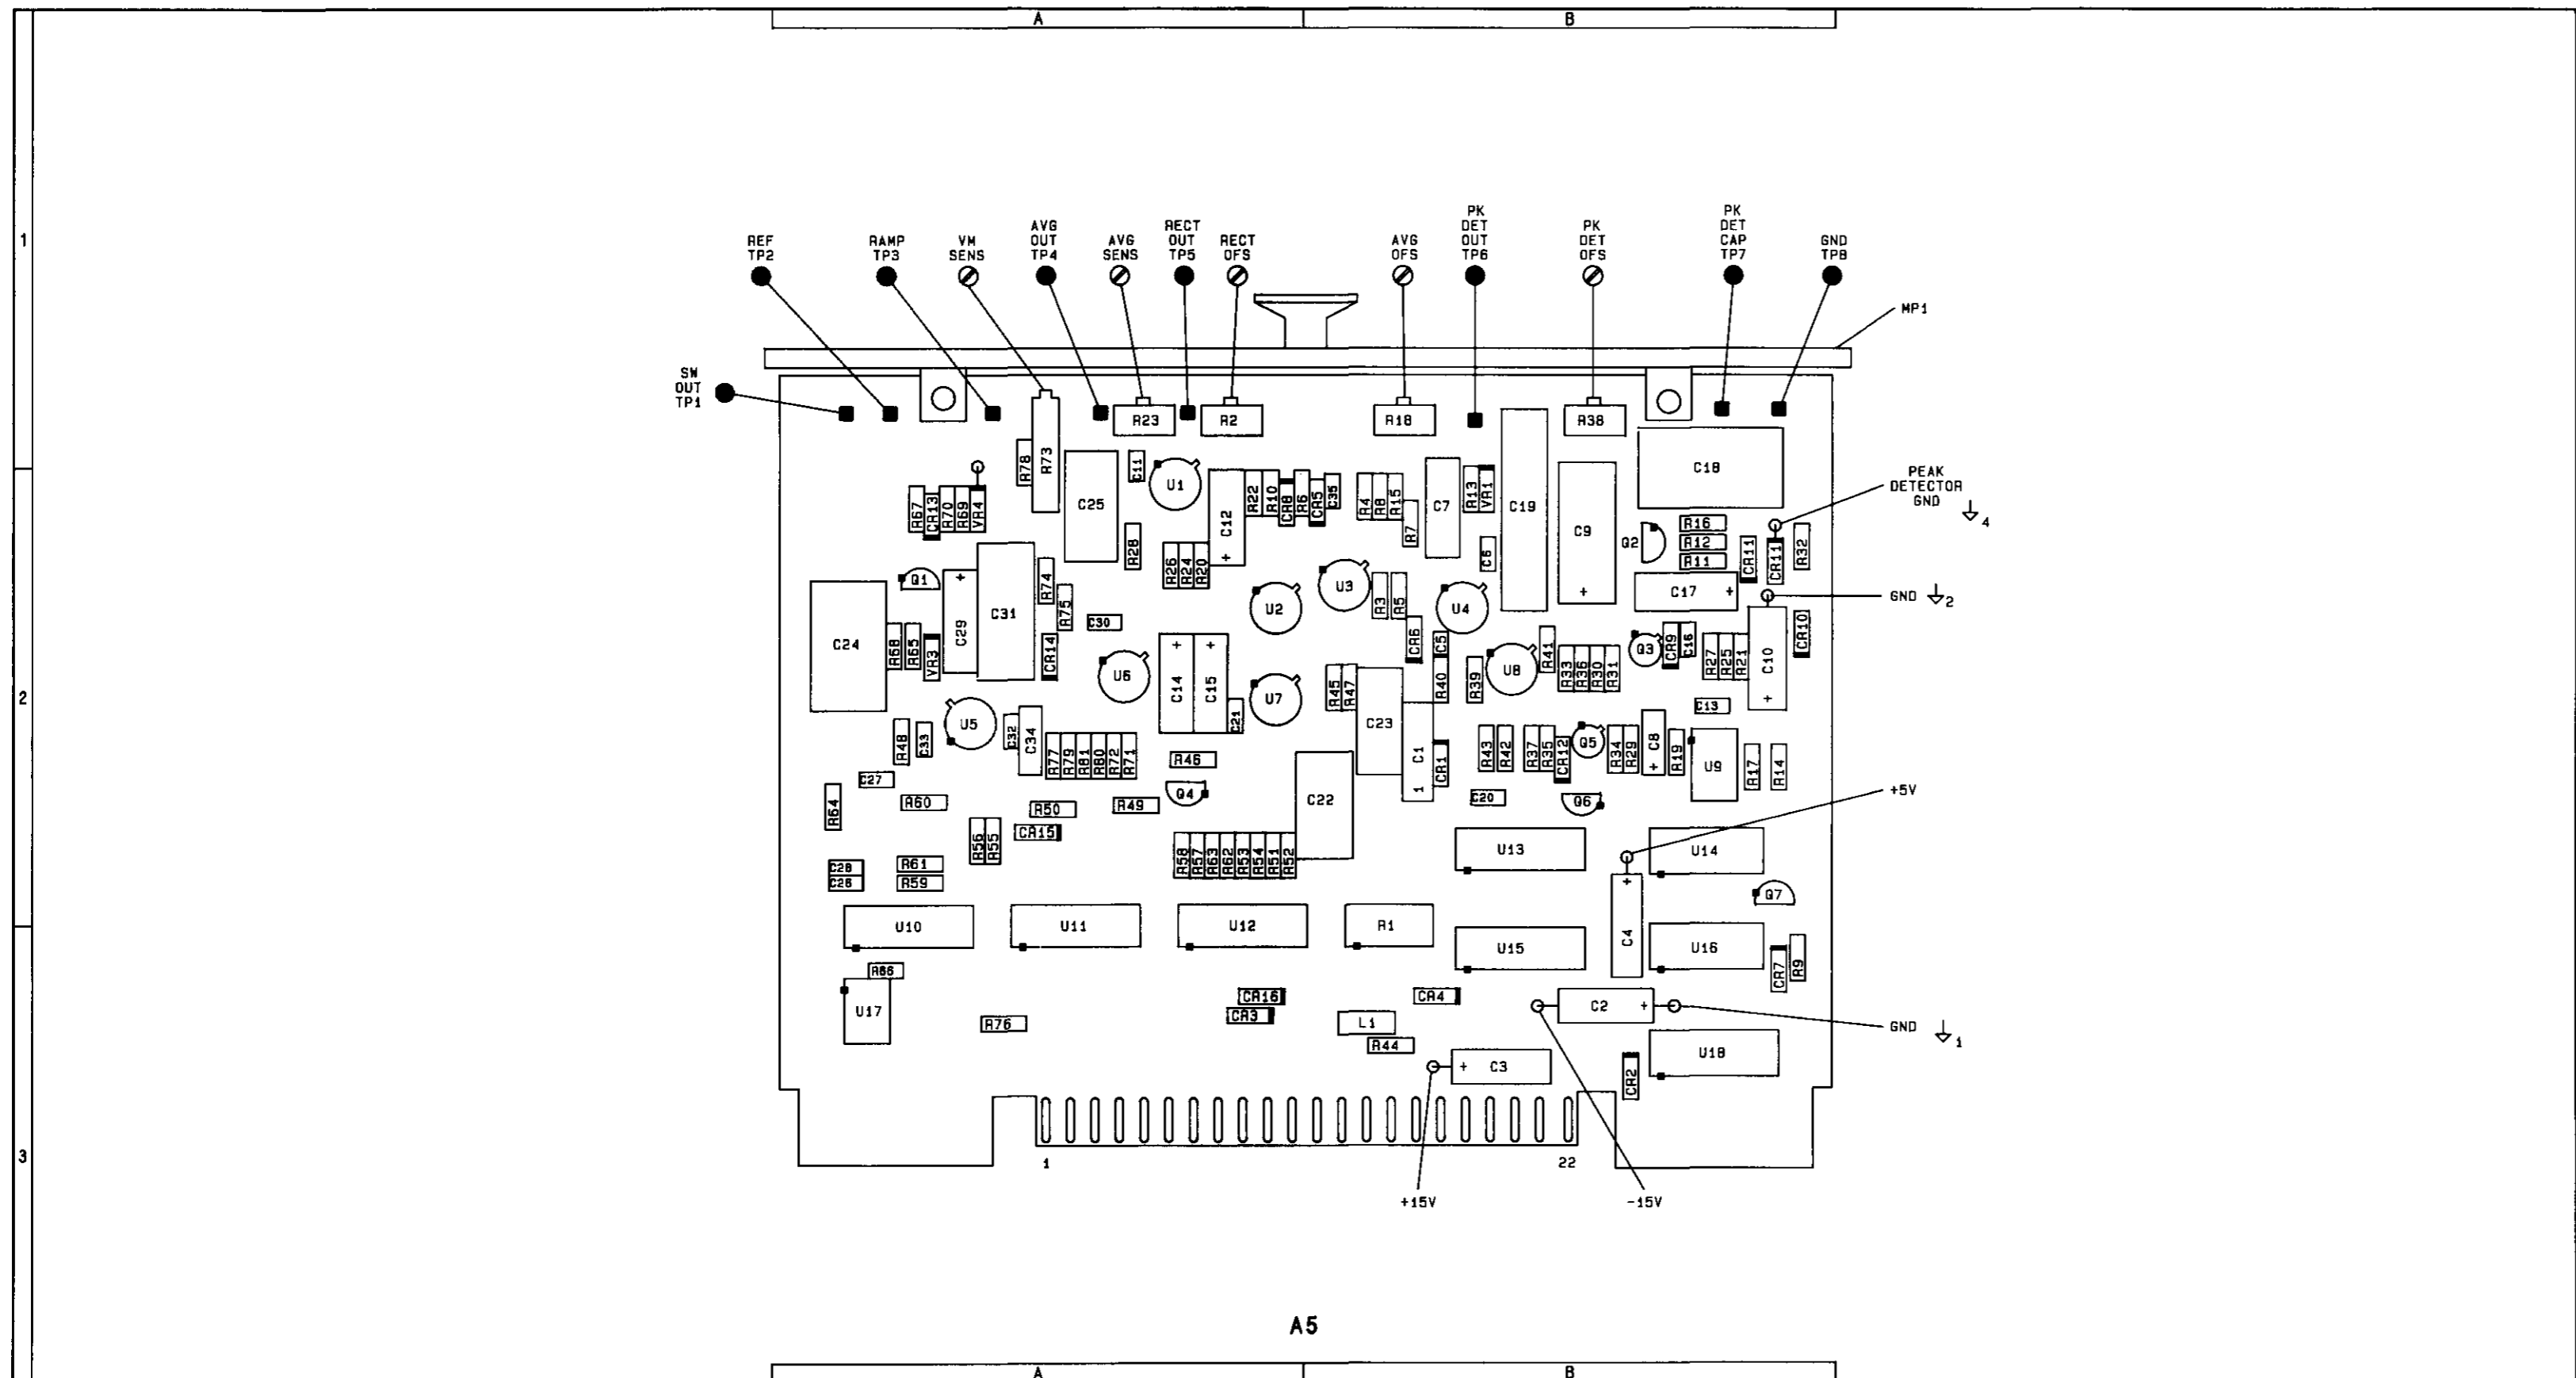 A B
1
2
3
REF
TP2
RAMP
TP3
VM
SENS
AVG
OUT
TP4
AVG
SENS
RECT
OUT
TP5
RECT
OFS
AVG
OFS
PK
DET
OUT
TP6
PK
DET
OFS
PK
DET
CAP
TP7
GND
TP8
MP1
SW
OUT
TP1
R23
R2
R18
R38
R78
R73
C25
C11
U1
C12
+
R22
R10
CR8
R6
CR5
C35
R4
R8
R15
R7
C7
R13
VR1
C19
C9
+
C18
PEAK
DETECTOR
GND
4
R67
CR13
R70
R69
VR4
R28
R26
R24
R20
C6
Q2
R16
R12
R11
CR11
CR11
R32
Q1
C24
C29
+
C31
R74
R75
C30
U2
U3
R3
R5
U4
C17 +
GND 2
R68
R65
VR3
CR14
U6
C14
+
C15
+
C21
U7
CR6
C5
R40
R39
U8
R41
R33
R36
R30
R31
Q3
CR9
C16
R27
R25
R21
C10
+
CR10
C13
R45
R47
C23
C1
1
CR1
R48
C33
U5
C32
C34
R77
R79
R81
R80
R72
R71
R46
R43
R42
R37
R35
CR12
Q5
R34
R29
C8
+
R19
U9
R17
R14
C27
R64
R60
R50
R49
Q4
C22
C20
Q6
+5V
R56
R55
CR15
R58
R57
R63
R62
R53
R54
R51
R52
U13
U14
C28
C26
R61
R59
Q7
U10
U11
U12
R1
U15
C4
+
U16
CR7
R9
R66
U17
R76
CR16
CR3
CR4
L1
R44
C2 +
GND 1
+ C3
CR2
U18
1
22
+15V
-15V
A5
A B